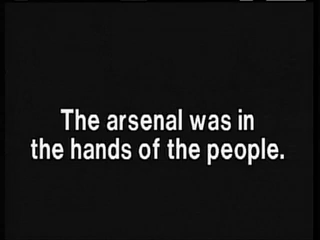 The arsenal was in
the hands of the people.